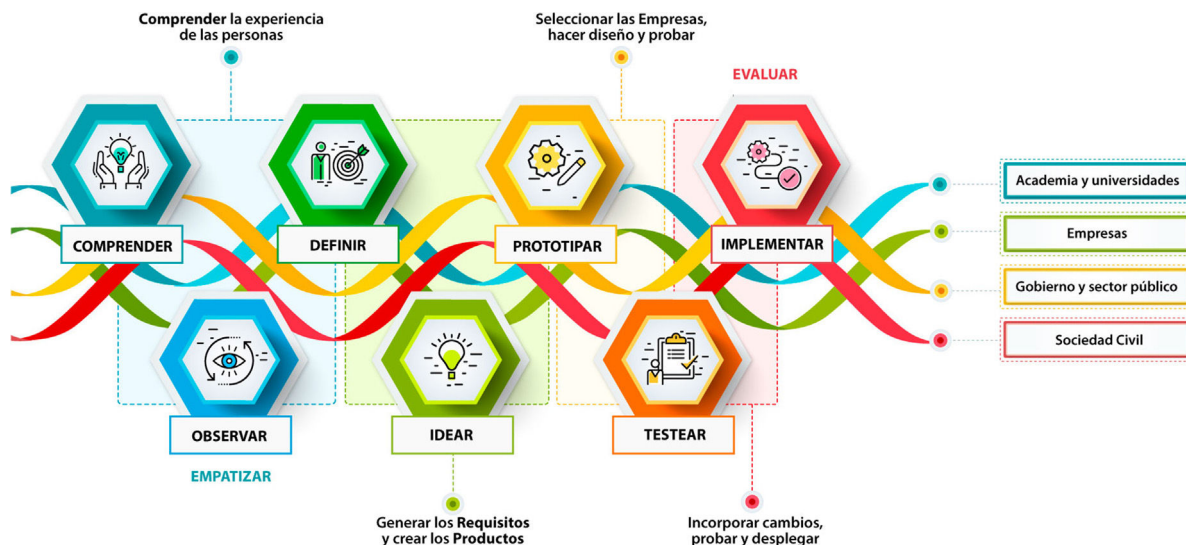 Comprender la experiencia
de las personas
Seleccionar las Empresas,
hacer diseño y probar
EVALUAR
COMPRENDER
DEFINIR
PROTOTIPAR
IMPLEMENTAR
OBSERVAR
EMPATIZAR
IDEAR
TESTEAR
Generar los Requisitos
y crear los Productos
Incorporar cambios,
probar y desplegar
Academia y universidades
Empresas
Gobierno y sector público
Sociedad Civil